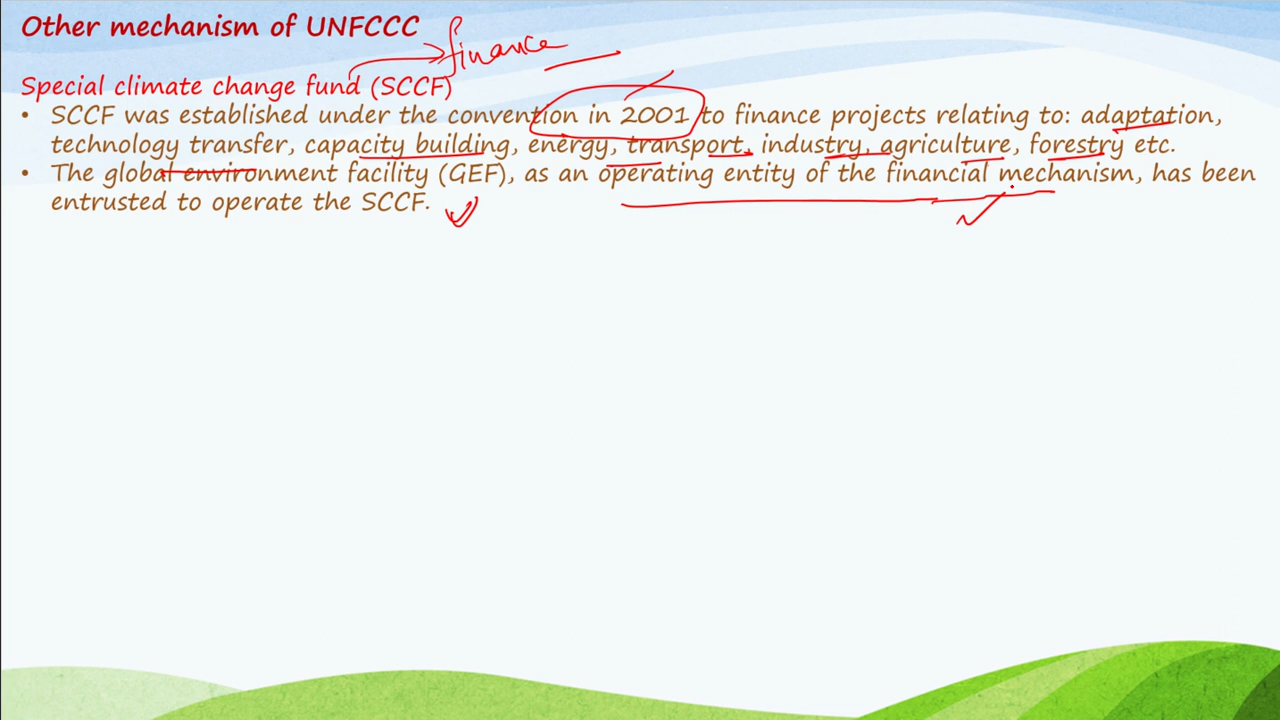 Other mechanism of UNFCCC
finance
Special climate change fund (SCCF)
• SCCF was established under the convention in 2001 to finance projects relating to: adaptation,
technology transfer, capacity building, energy, transport, industry, agriculture, forestry etc.
• The global environment facility (GEF), as an operating entity of the financial mechanism, has been
entrusted to operate the SCCF.